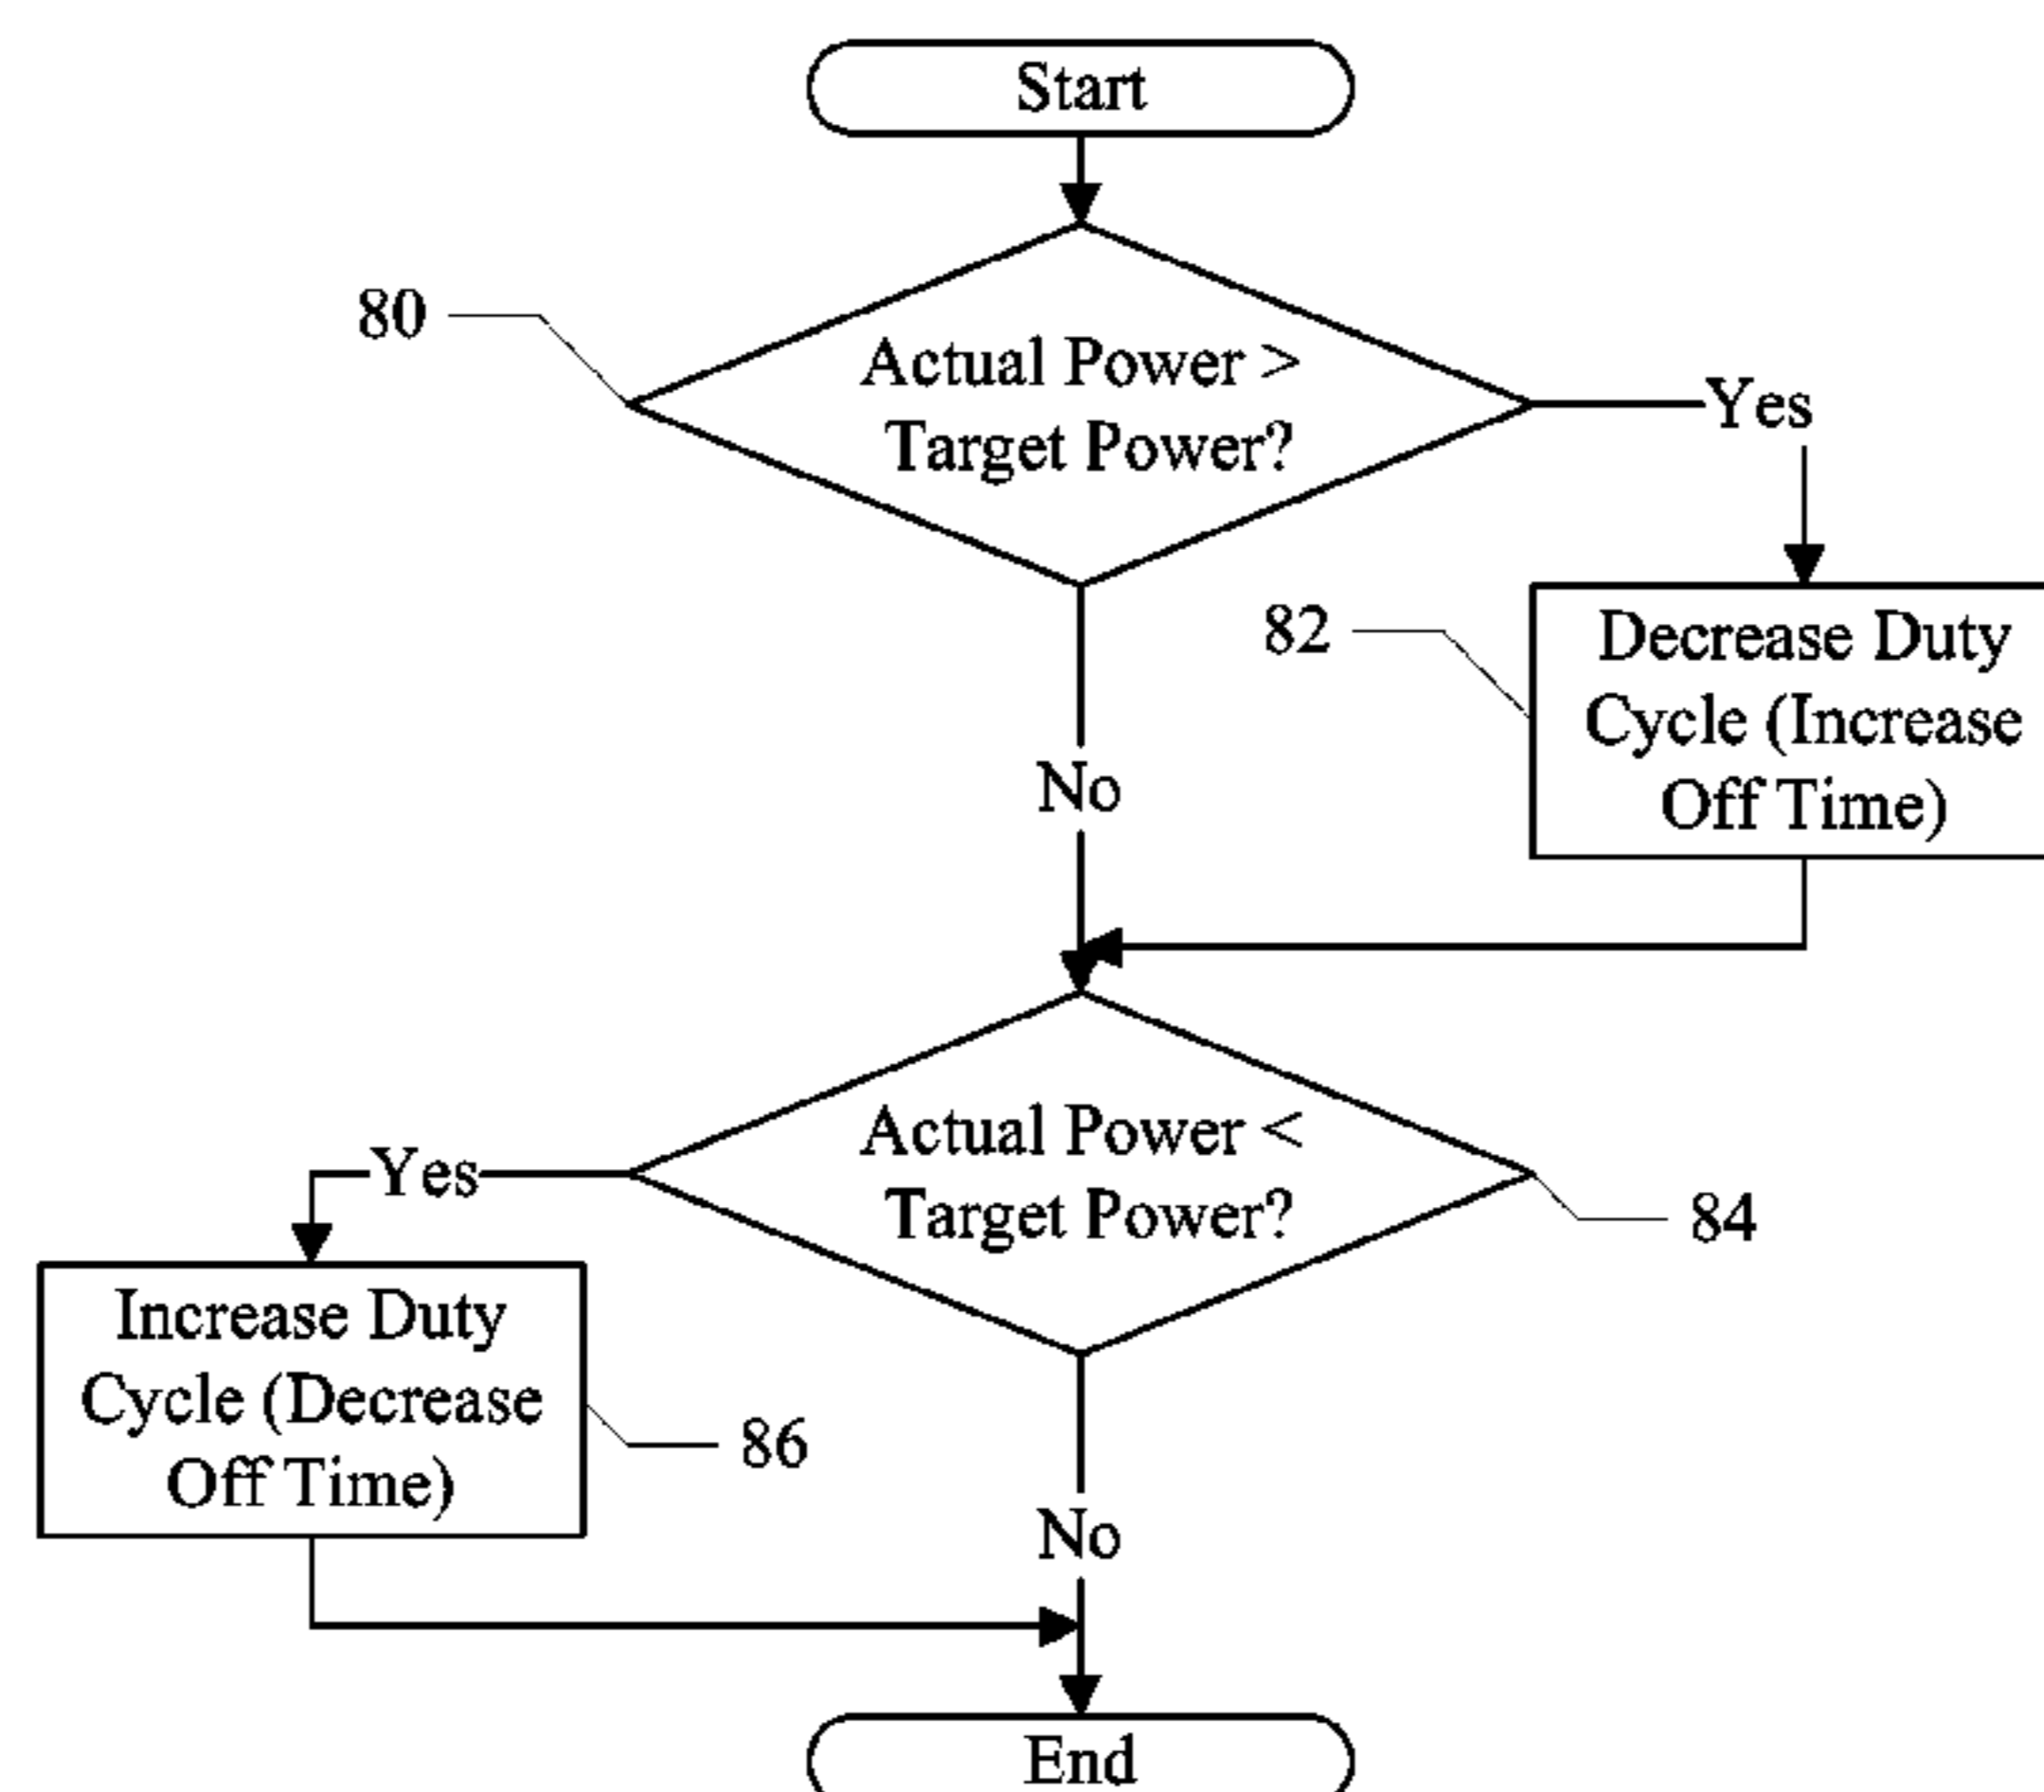 Start
80
Actual Power >
Target Power?
Yes
82
Decrease Duty
Cycle (Increase
Off Time)
No
Actual Power <
Target Power?
Yes
84
Increase Duty
Cycle (Decrease
Off Time)
86
No
End